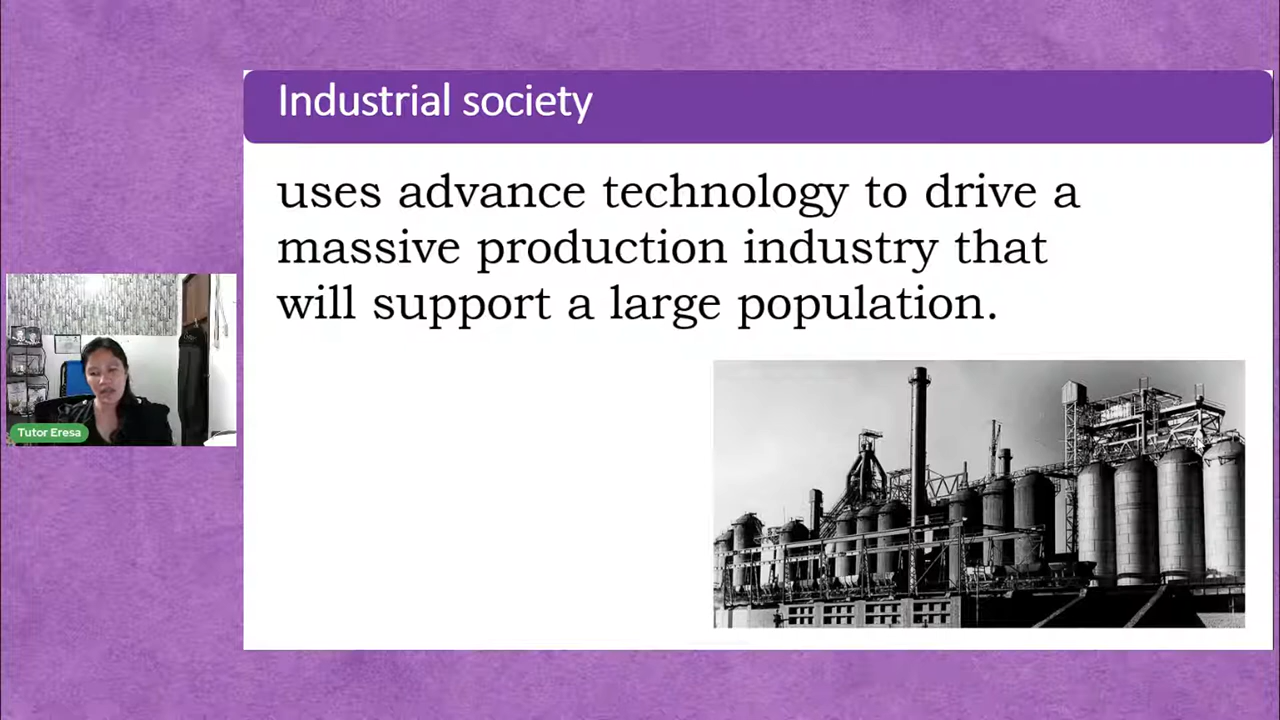 Industrial society
uses advance technology to drive a
massive production industry that
will support a large population.
Tutor Eresa